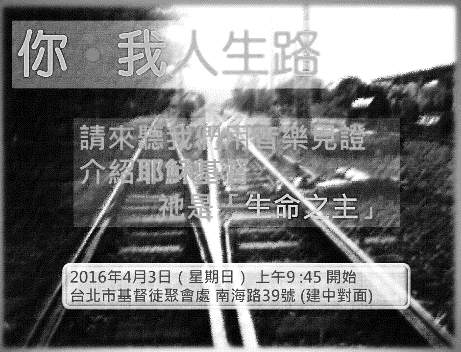 你•我人生路
請來聽我們用音樂見證
介紹耶穌基督
祂是「生命之主」
2016年4月3日（星期日） 上午9:45 開始
台北市基督徒聚會處 南海路39號 (建中對面)